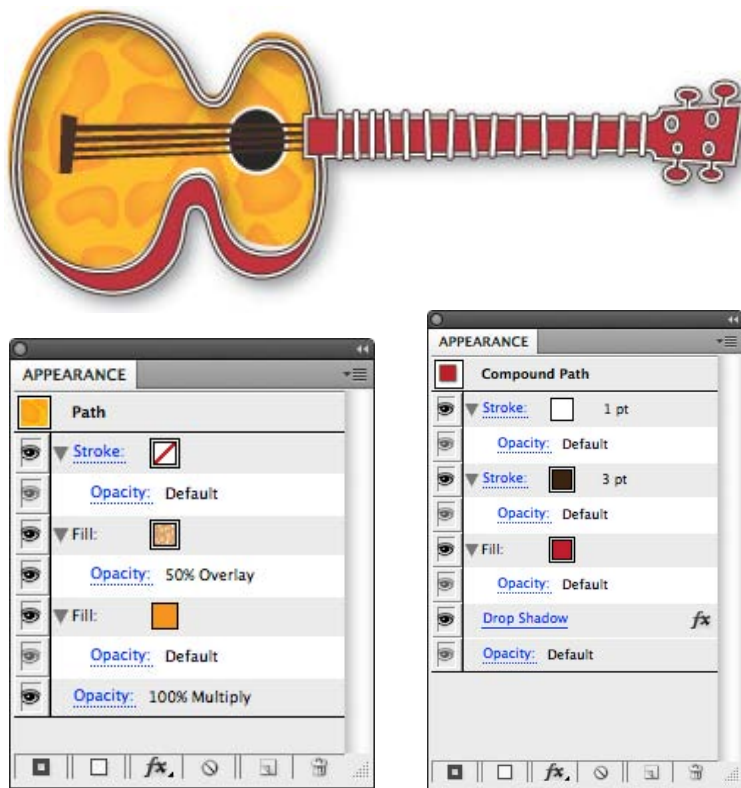 APPEARANCE
Path
Stroke:
Opacity: Default
Fill:
Opacity: 50% Overlay
Fill:
Opacity: Default
Opacity: 100% Multiply
fx
APPEARANCE
Compound Path
Stroke: 1 pt
Opacity: Default
Stroke: 3 pt
Opacity: Default
Fill:
Opacity: Default
Drop Shadow fx
Opacity: Default
fx